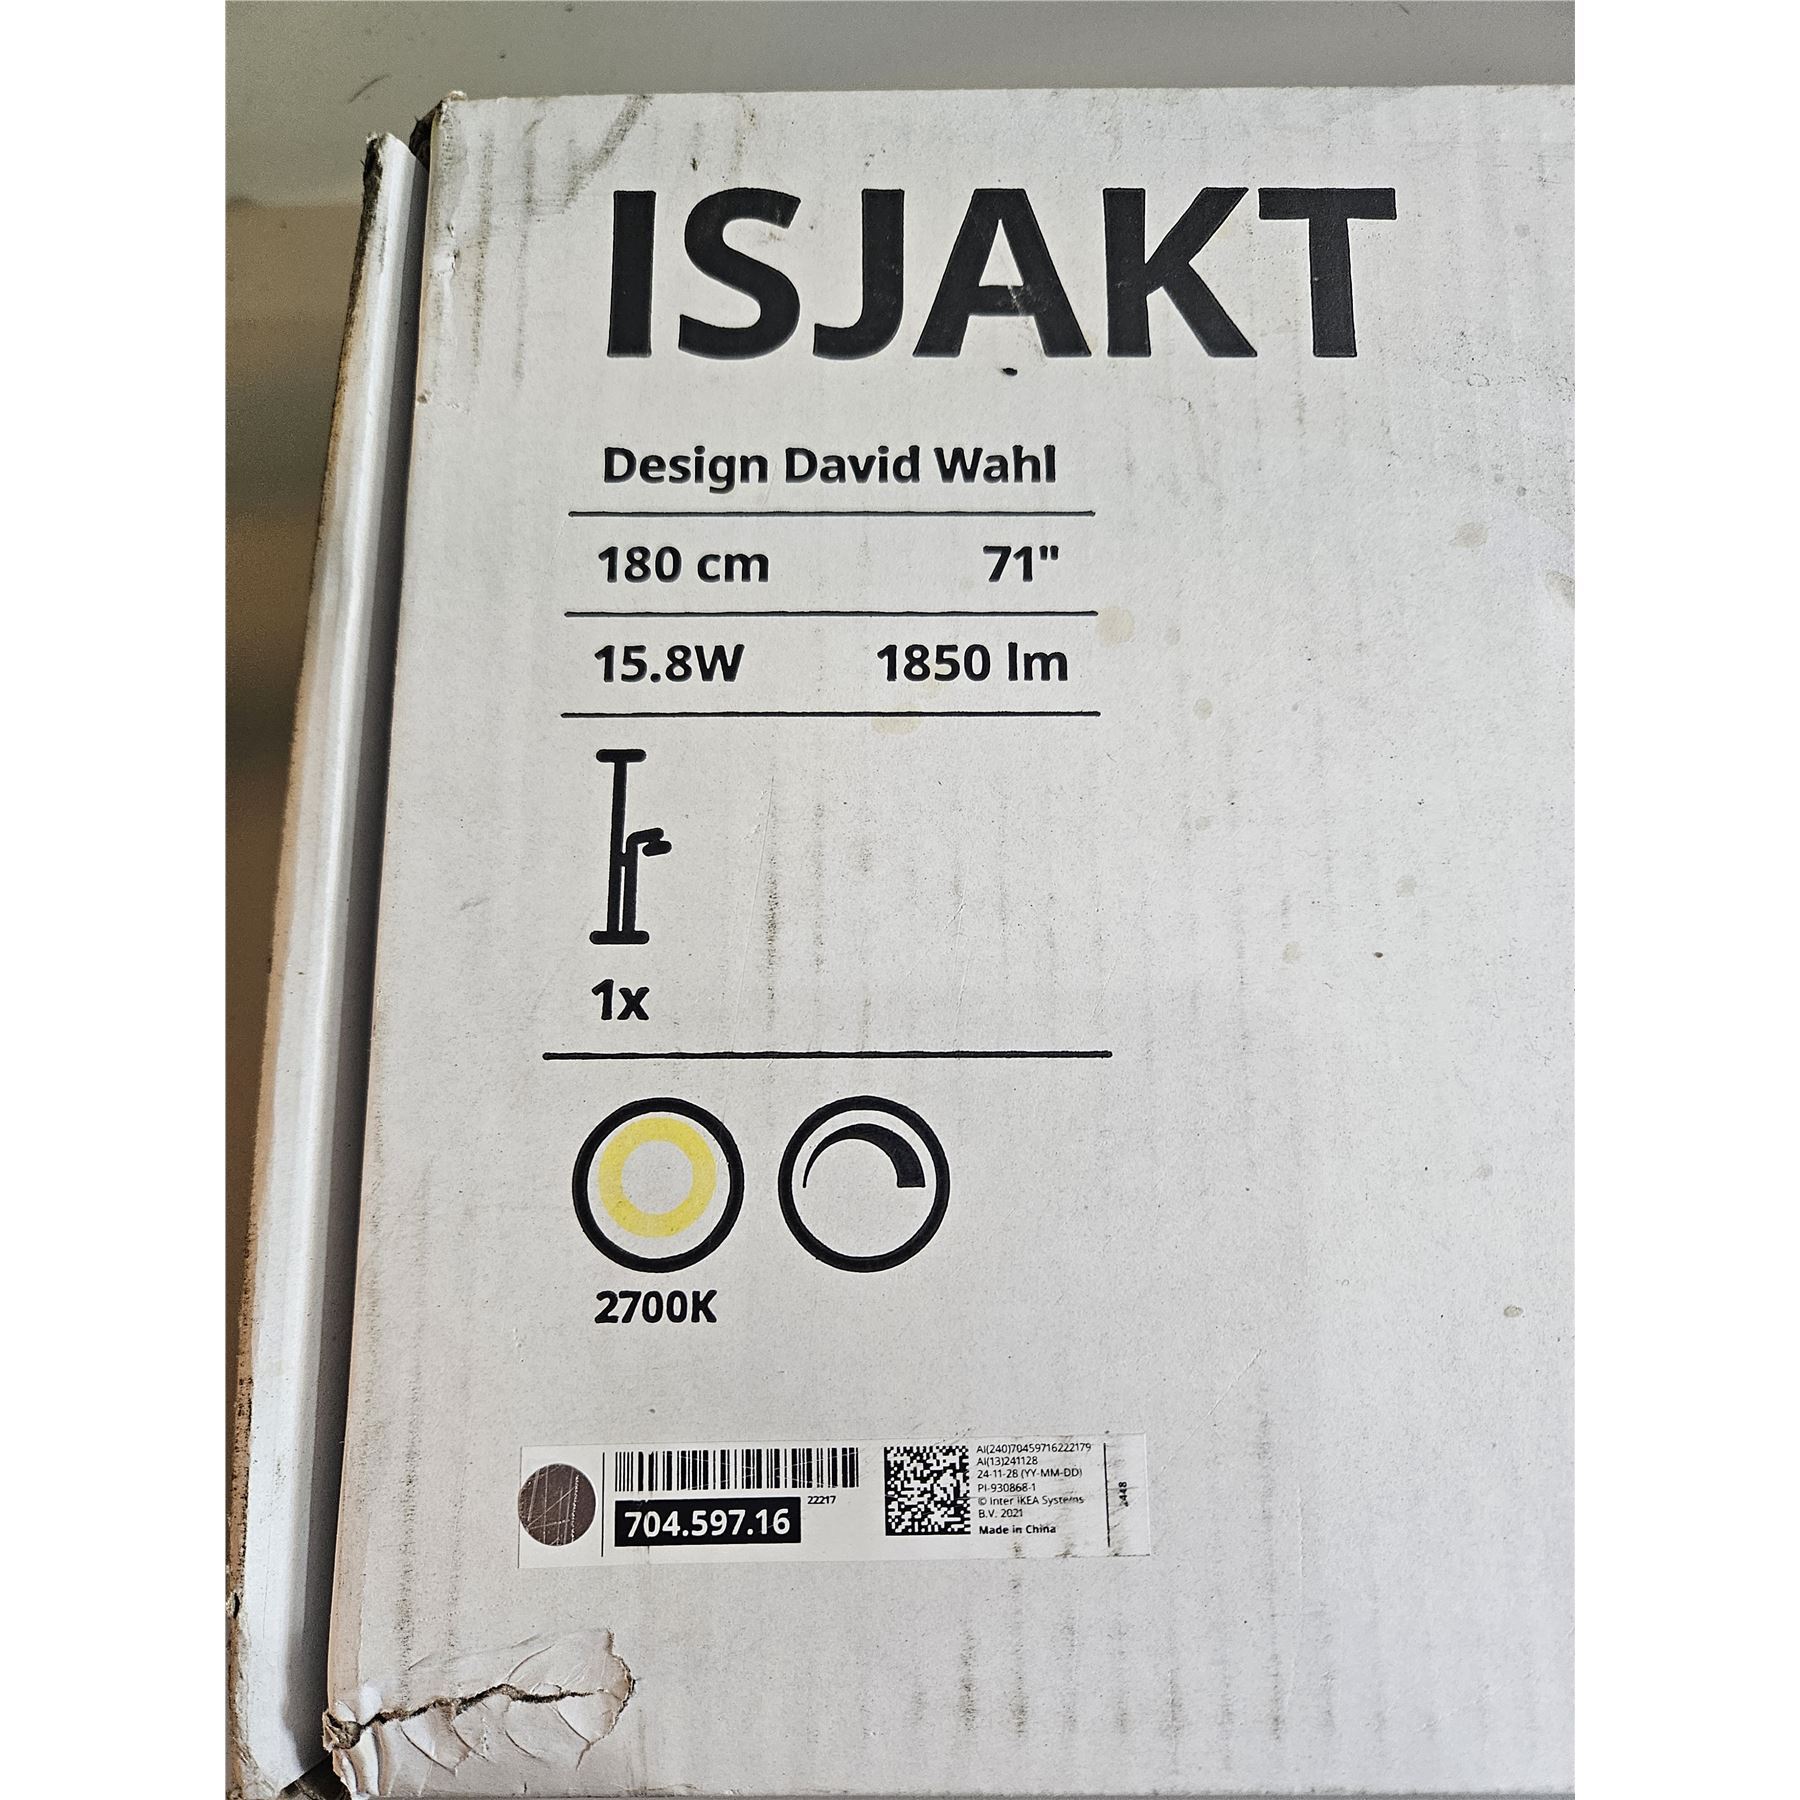 ISJAKT
Design David Wahl
180 cm 71"
15.8W 1850 lm
1x
2700K
22217
704.597.16
AI(240)70459716222179
AI(13)241128
24-11-28 (YY-MM-DD)
PI-930868-1
© Inter IKEA Systems
B.V. 2021
Made in China
2448